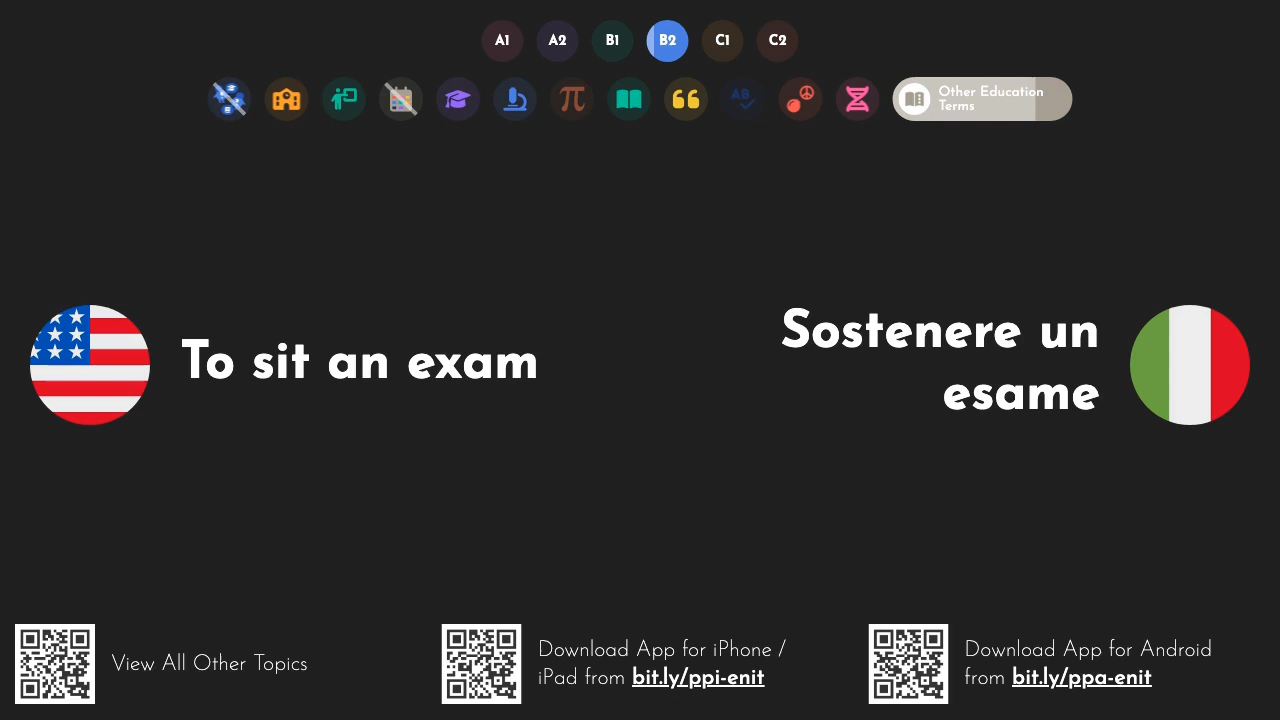 A1 A2 B1 B2 C1 C2
AB
Other Education
Terms
To sit an exam
Sostenere un
esame
View All Other Topics
Download App for iPhone /
iPad from bit.ly/ppi-enit
Download App for Android
from bit.ly/ppa-enit